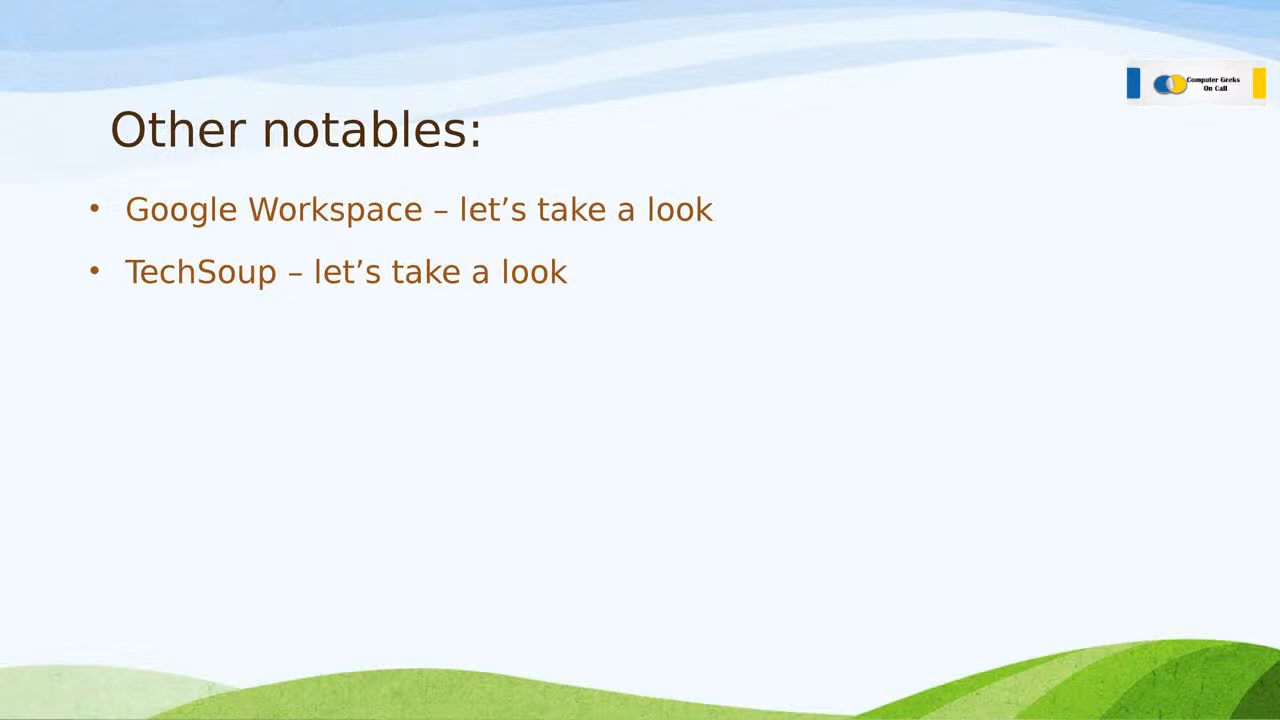 Computer Geeks
On Call
Other notables:
• Google Workspace – let’s take a look
• TechSoup – let’s take a look